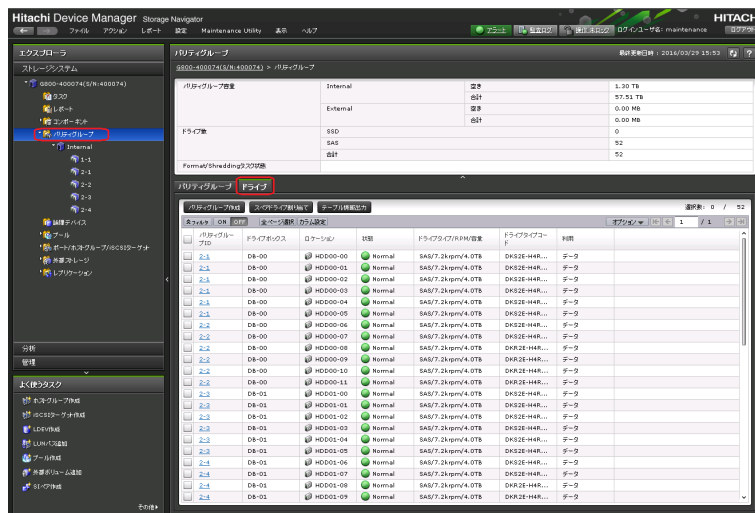 Hitachi Device Manager Storage Navigator
HITACH
ファイル アクション レポート 設定 Maintenance Utility 表示 ヘルプ
アラート 監査ログ ログインユーザ名: maintenance ログアウト
エクスプローラ
ストレージシステム
G800-400074(S/N:400074)
タスク
レポート
コンポーネント
パリティグループ
Internal
1-1
2-1
2-2
2-3
2-4
論理デバイス
プール
ポート/ホストグループ/iSCSIターゲット
外部ストレージ
レプリケーション
分析
管理
よく使うタスク
ホストグループ作成
iSCSIターゲット作成
LDEV作成
LUNパス追加
プール作成
外部ボリューム追加
SIペア作成
その他
パリティグループ
最終更新日時 : 2016/03/29 15:53
G800-400074(S/N:400074) > パリティグループ
パリティグループ容量 Internal 空き 1.30 TB
合計 57.51 TB
External 空き 0.00 MB
合計 0.00 MB
ドライブ数 SSD 0
SAS 52
合計 52
Format/Shreddingタスク状態
パリティグループ ドライブ
パリティグループ作成 スペアドライブ割り当て テーブル情報出力 選択数: 0 / 52
フィルタ ON OFF 全ページ選択 カラム設定 オプション 1 / 1
パリティグループID ドライブボックス ロケーション 状態 ドライブタイプ/RPM/容量 ドライブタイプコード 利用
2-1 DB-00 HDD00-00 Normal SAS/7.2krpm/4.0TB DKS2E-H4R... データ
2-1 DB-00 HDD00-01 Normal SAS/7.2krpm/4.0TB DKS2E-H4R... データ
2-1 DB-00 HDD00-02 Normal SAS/7.2krpm/4.0TB DKS2E-H4R... データ
2-1 DB-00 HDD00-03 Normal SAS/7.2krpm/4.0TB DKS2E-H4R... データ
2-1 DB-00 HDD00-04 Normal SAS/7.2krpm/4.0TB DKS2E-H4R... データ
2-1 DB-00 HDD00-05 Normal SAS/7.2krpm/4.0TB DKS2E-H4R... データ
2-2 DB-00 HDD00-06 Normal SAS/7.2krpm/4.0TB DKR2E-H4R... データ
2-2 DB-00 HDD00-07 Normal SAS/7.2krpm/4.0TB DKS2E-H4R... データ
2-2 DB-00 HDD00-08 Normal SAS/7.2krpm/4.0TB DKR2E-H4R... データ
2-2 DB-00 HDD00-09 Normal SAS/7.2krpm/4.0TB DKR2E-H4R... データ
2-2 DB-00 HDD00-10 Normal SAS/7.2krpm/4.0TB DKR2E-H4R... データ
2-2 DB-00 HDD00-11 Normal SAS/7.2krpm/4.0TB DKR2E-H4R... データ
2-3 DB-01 HDD01-00 Normal SAS/7.2krpm/4.0TB DKS2E-H4R... データ
2-3 DB-01 HDD01-01 Normal SAS/7.2krpm/4.0TB DKS2E-H4R... データ
2-3 DB-01 HDD01-02 Normal SAS/7.2krpm/4.0TB DKS2E-H4R... データ
2-3 DB-01 HDD01-03 Normal SAS/7.2krpm/4.0TB DKS2E-H4R... データ
2-3 DB-01 HDD01-04 Normal SAS/7.2krpm/4.0TB DKS2E-H4R... データ
2-3 DB-01 HDD01-05 Normal SAS/7.2krpm/4.0TB DKS2E-H4R... データ
2-4 DB-01 HDD01-06 Normal SAS/7.2krpm/4.0TB DKS2E-H4R... データ
2-4 DB-01 HDD01-07 Normal SAS/7.2krpm/4.0TB DKS2E-H4R... データ
2-4 DB-01 HDD01-08 Normal SAS/7.2krpm/4.0TB DKR2E-H4R... データ
2-4 DB-01 HDD01-09 Normal SAS/7.2krpm/4.0TB DKR2E-H4R... データ